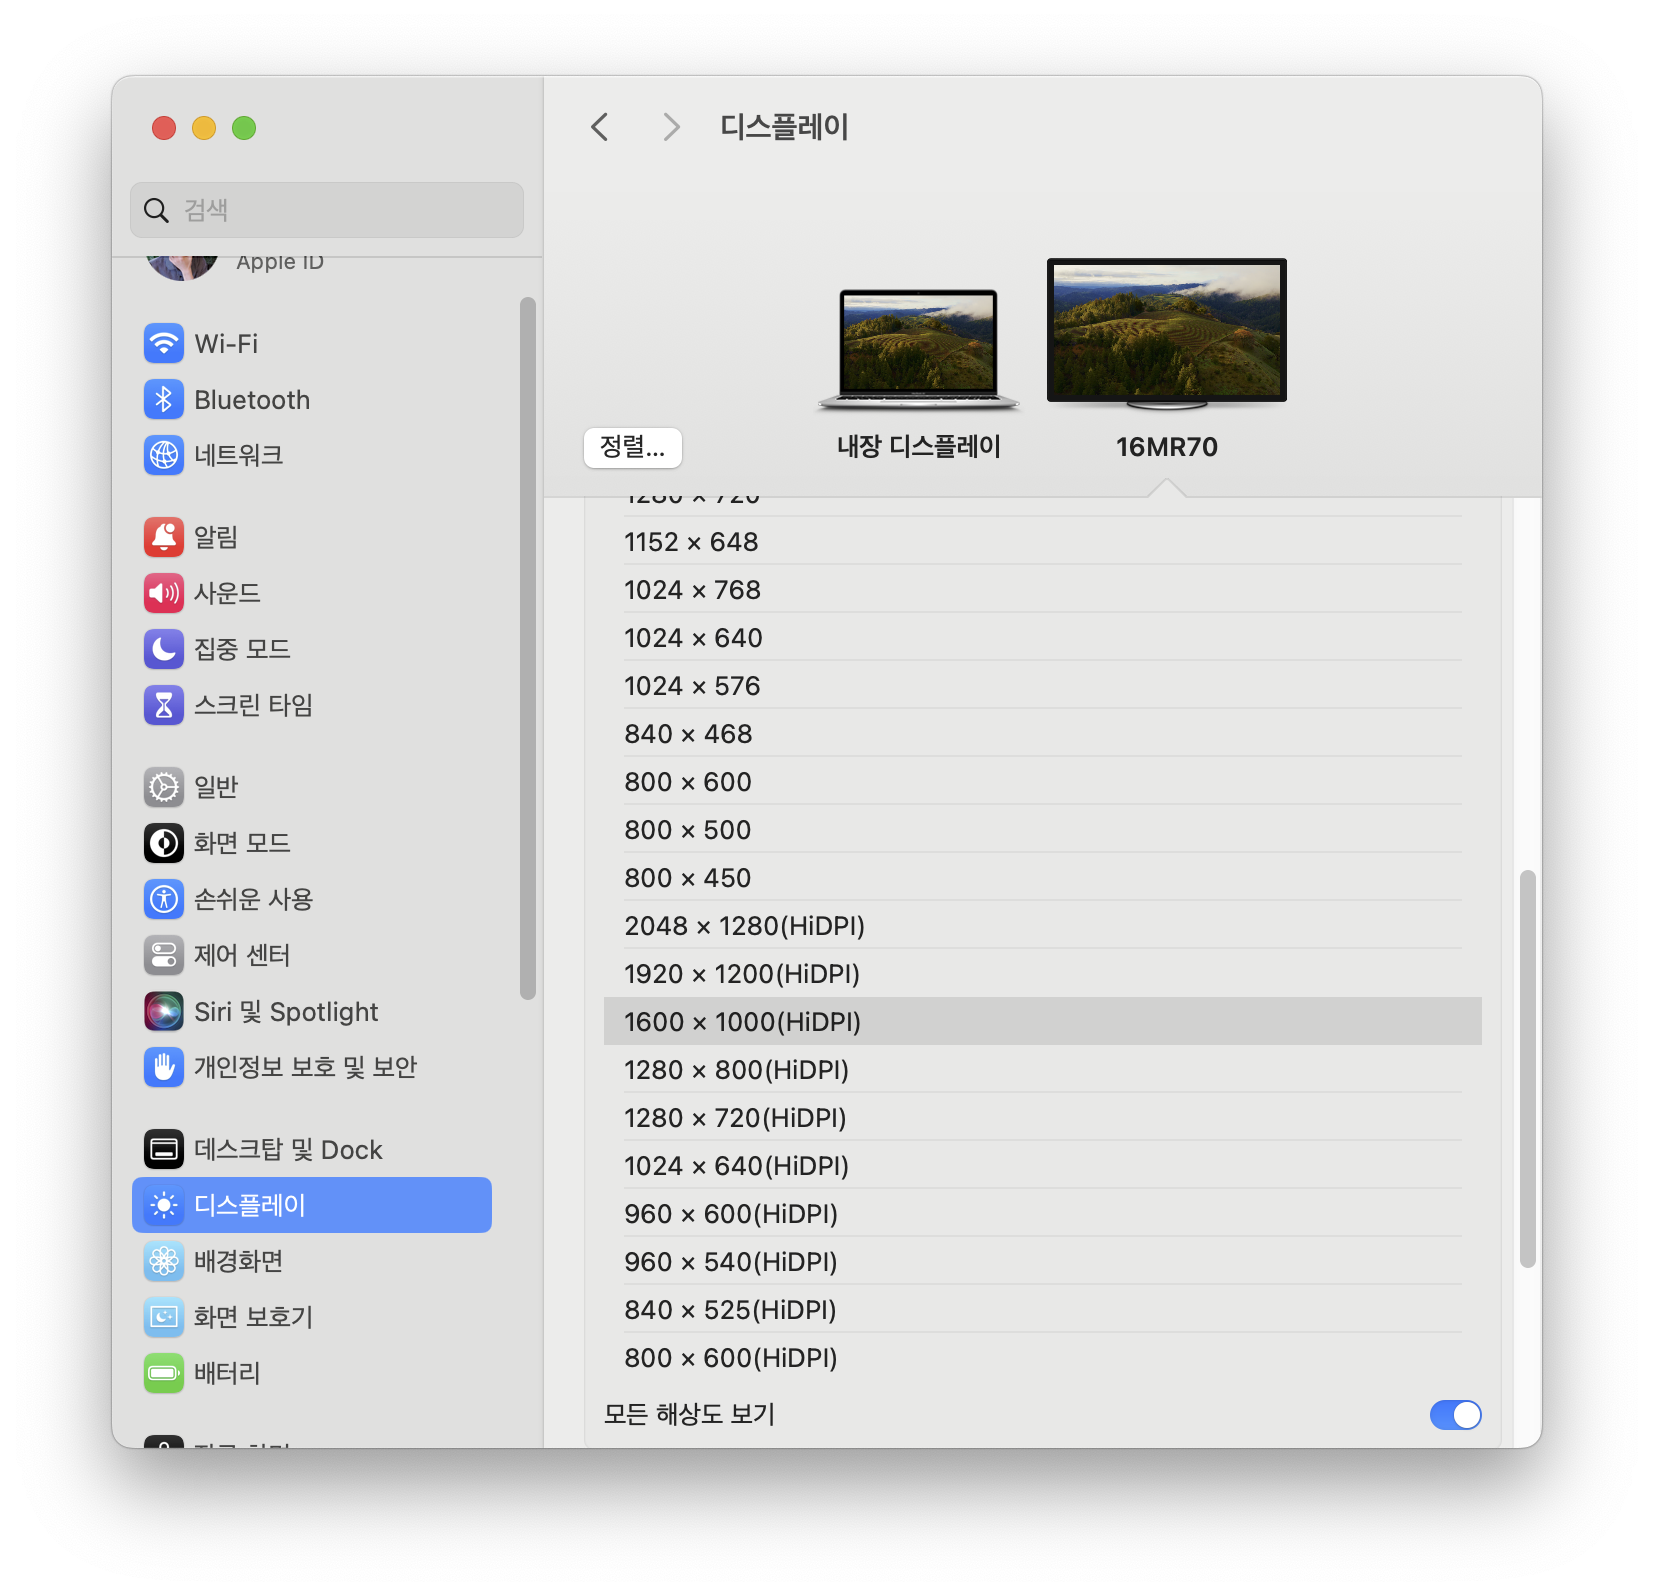 디스플레이
검색
Apple ID
Wi-Fi
Bluetooth
네트워크
알림
사운드
집중 모드
스크린 타임
일반
화면 모드
손쉬운 사용
제어 센터
Siri 및 Spotlight
개인정보 보호 및 보안
데스크탑 및 Dock
디스플레이
배경화면
화면 보호기
배터리
정렬...
내장 디스플레이
16MR70
1280 × 720
1152 × 648
1024 × 768
1024 × 640
1024 × 576
840 × 468
800 × 600
800 × 500
800 × 450
2048 × 1280(HiDPI)
1920 × 1200(HiDPI)
1600 × 1000(HiDPI)
1280 × 800(HiDPI)
1280 × 720(HiDPI)
1024 × 640(HiDPI)
960 × 600(HiDPI)
960 × 540(HiDPI)
840 × 525(HiDPI)
800 × 600(HiDPI)
모든 해상도 보기